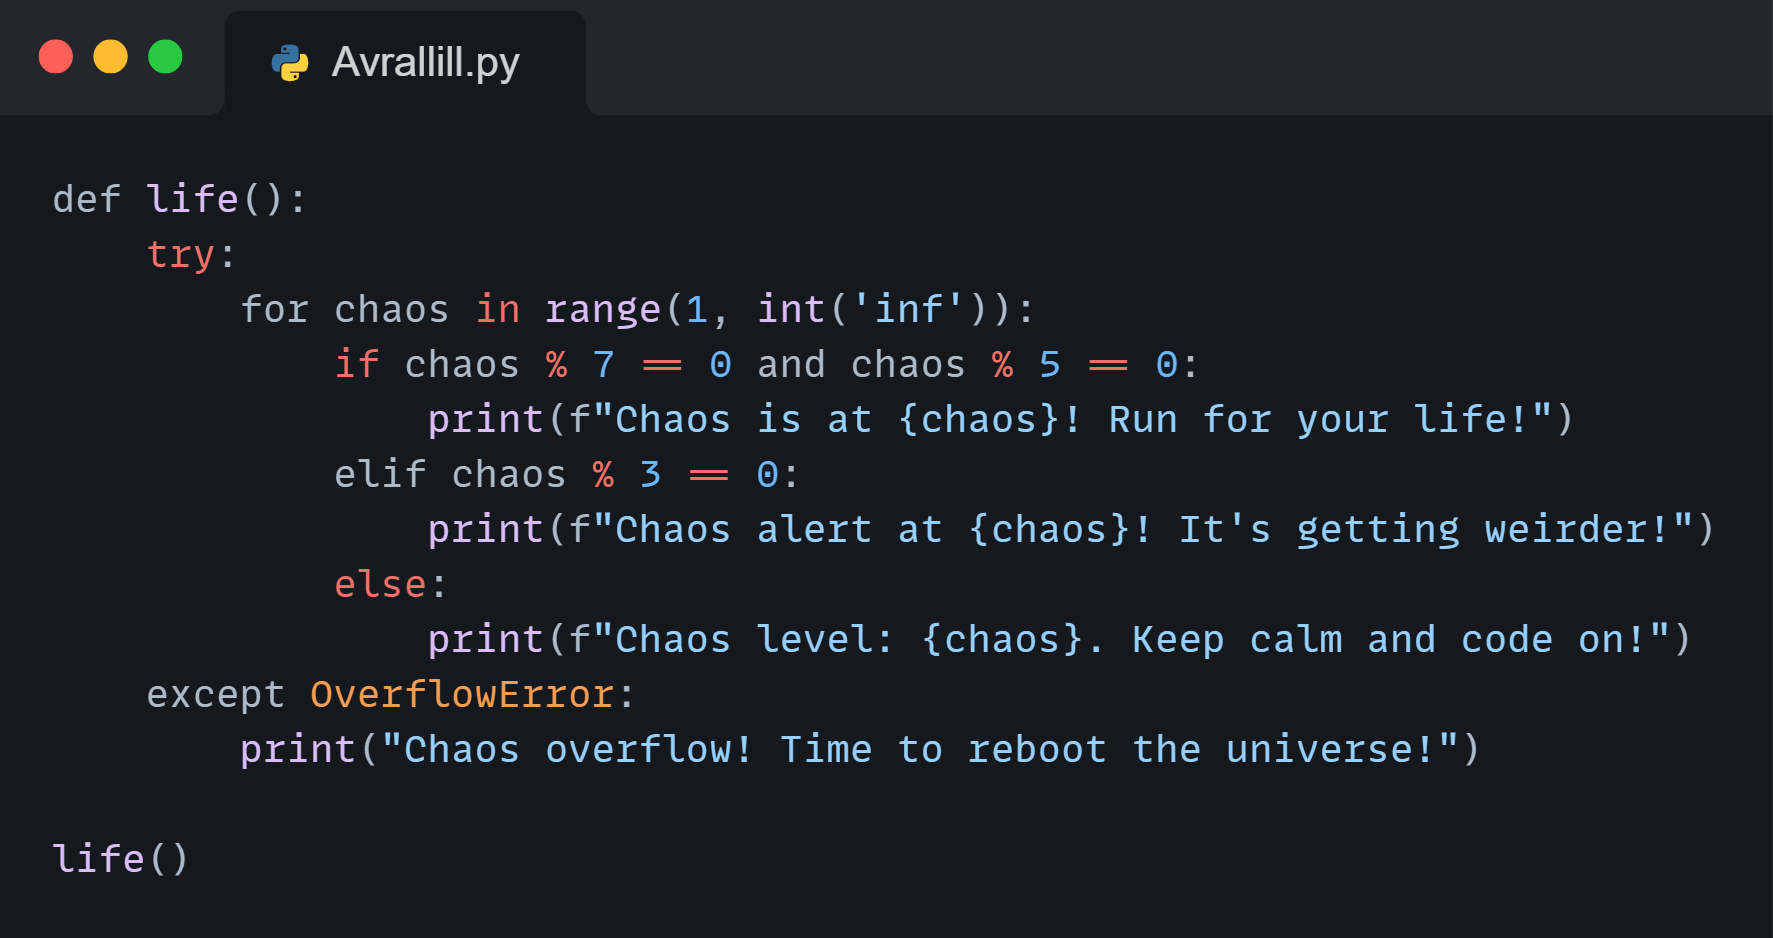 Avrallill.py
def life():
    try:
        for chaos in range(1, int('inf')):
            if chaos % 7 == 0 and chaos % 5 == 0:
                print(f"Chaos is at {chaos}! Run for your life!")
            elif chaos % 3 == 0:
                print(f"Chaos alert at {chaos}! It's getting weirder!")
            else:
                print(f"Chaos level: {chaos}. Keep calm and code on!")
    except OverflowError:
        print("Chaos overflow! Time to reboot the universe!")
life()